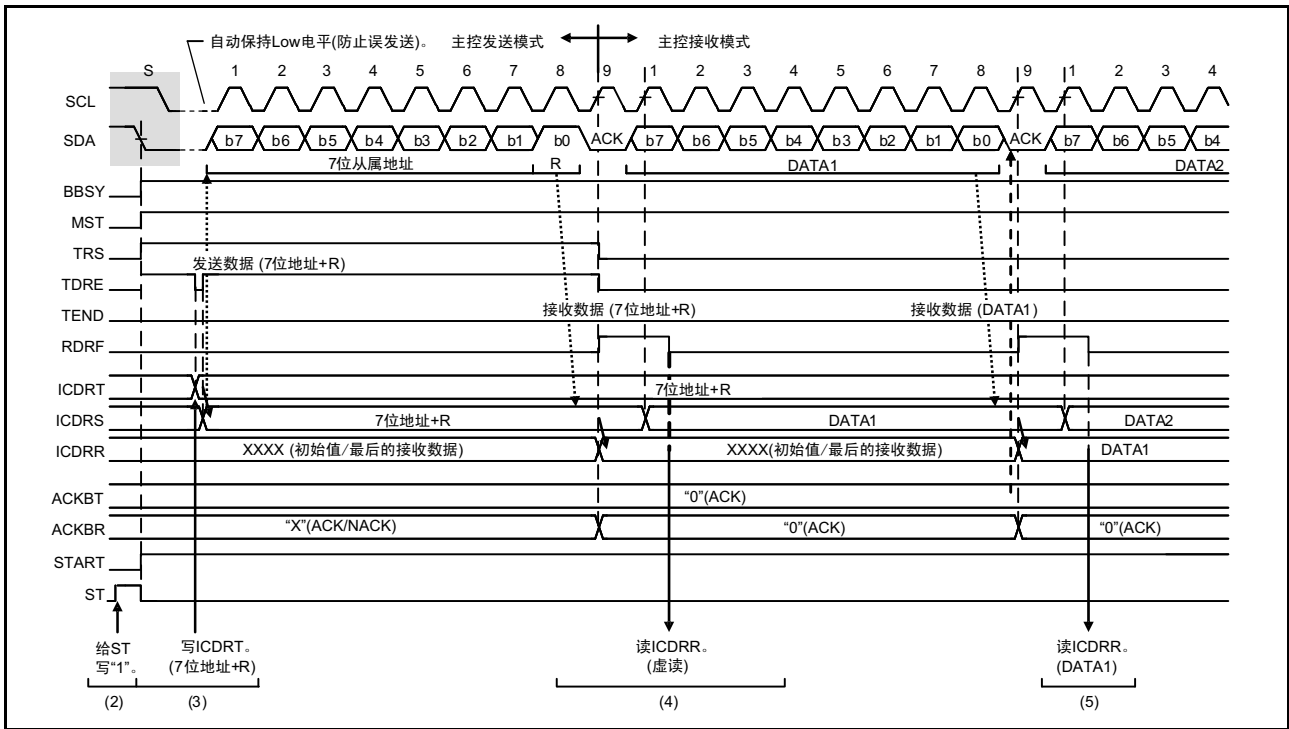 自动保持Low电平(防止误发送)。 主控发送模式 主控接收模式
S 1 2 3 4 5 6 7 8 9 1 2 3 4 5 6 7 8 9 1 2 3 4
SCL
SDA b7 b6 b5 b4 b3 b2 b1 b0 ACK b7 b6 b5 b4 b3 b2 b1 b0 ACK b7 b6 b5 b4
7位从属地址 R DATA1 DATA2
BBSY
MST
TRS
发送数据 (7位地址+R)
TDRE
接收数据 (7位地址+R) 接收数据 (DATA1)
TEND
RDRF
ICDRT 7位地址+R
ICDRS 7位地址+R DATA1 DATA2
ICDRR XXXX (初始值/最后的接收数据) XXXX(初始值/最后的接收数据) DATA1
ACKBT “0”(ACK)
ACKBR “X”(ACK/NACK) “0”(ACK) “0”(ACK)
START
ST
给ST 写ICDRT。 读ICDRR。 读ICDRR。
写“1”。 (7位地址+R) (虚读) (DATA1)
(2) (3) (4) (5)